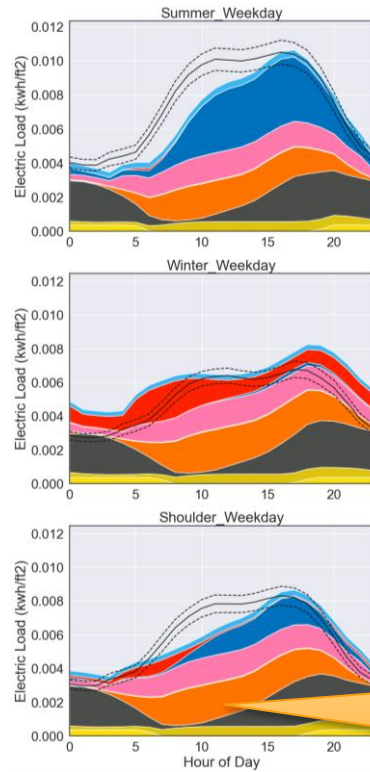 Summer_Weekday
0.012
0.010
0.008
0.006
0.004
0.002
0.000
Electric Load (kwh/ft2)
0 5 10 15 20
Winter_Weekday
0.012
0.010
0.008
0.006
0.004
0.002
0.000
Electric Load (kwh/ft2)
0 5 10 15 20
Shoulder_Weekday
0.012
0.010
0.008
0.006
0.004
0.002
0.000
Electric Load (kwh/ft2)
0 5 10 15 20
Hour of Day